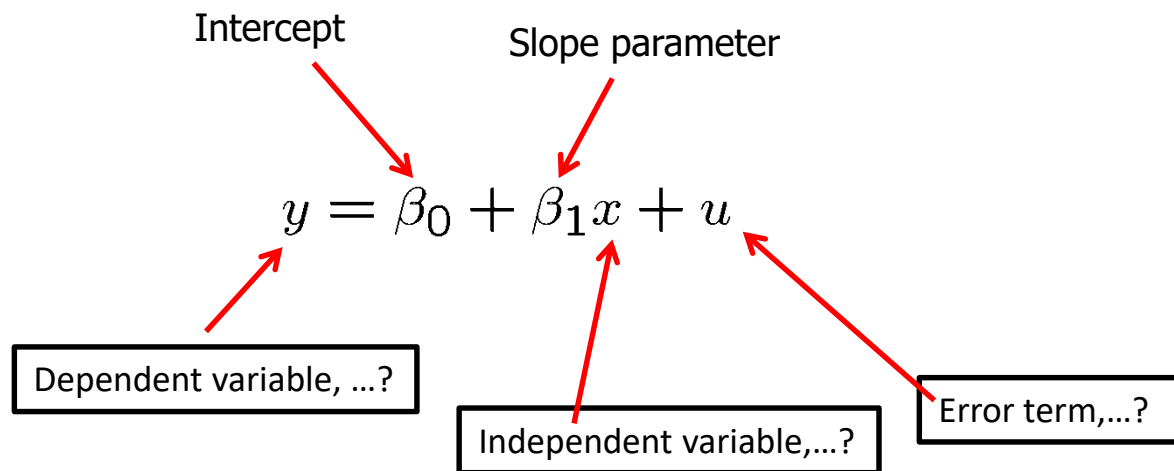 Intercept
Slope parameter
y = β₀ + β₁x + u
Dependent variable, ...?
Independent variable,...?
Error term,...?